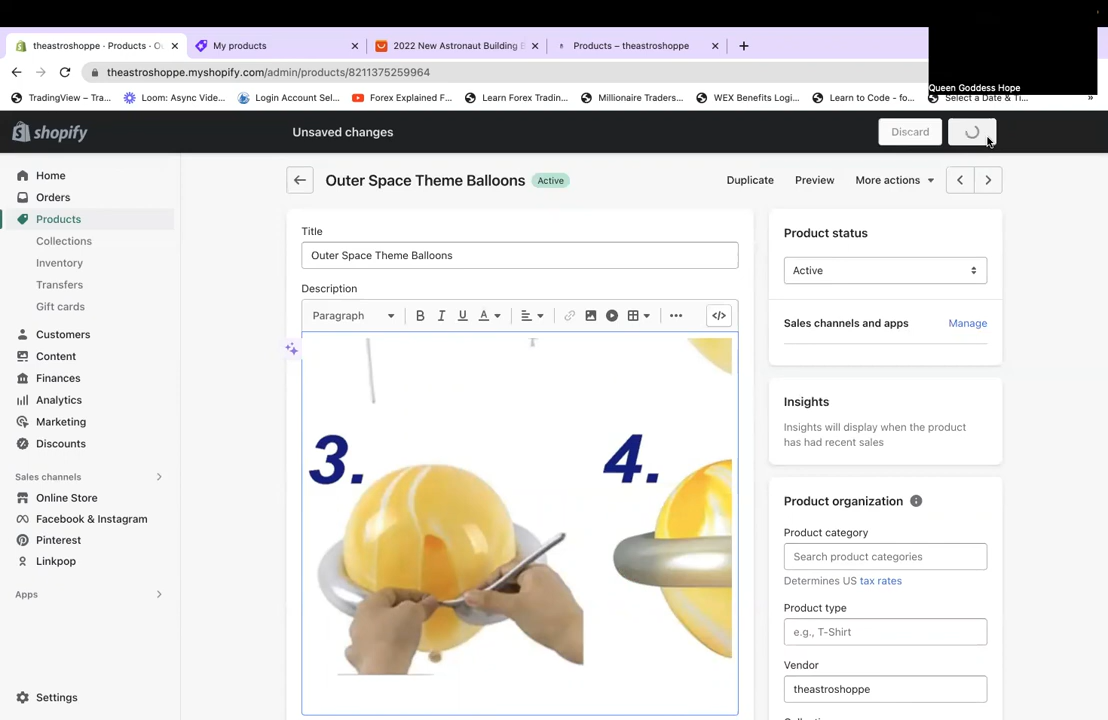 theastroshoppe · Products · Ou
My products
2022 New Astronaut Building B
Products – theastroshoppe
theastroshoppe.myshopify.com/admin/products/8211375259964
Queen Goddess Hope
TradingView – Tra...
Loom: Async Vide...
Login Account Sel...
Forex Explained F...
Learn Forex Tradin...
Millionaire Traders...
WEX Benefits Logi...
Learn to Code - fo...
Select a Date & Ti...
»
shopify
Unsaved changes
Discard
Home
Orders
Products
Collections
Inventory
Transfers
Gift cards
Customers
Content
Finances
Analytics
Marketing
Discounts
Sales channels
Online Store
Facebook & Instagram
Pinterest
Linkpop
Apps
Settings
Outer Space Theme Balloons
Active
Duplicate
Preview
More actions
Title
Outer Space Theme Balloons
Description
Paragraph
B
I
U
A
</>
3.
4.
Product status
Active
Sales channels and apps
Manage
Insights
Insights will display when the product
has had recent sales
Product organization
Product category
Search product categories
Determines US tax rates
Product type
e.g., T-Shirt
Vendor
theastroshoppe